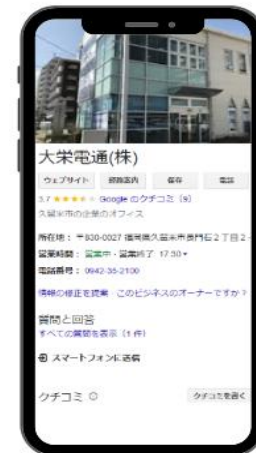 大栄電通(株)
ウェブサイト 経路案内 保存 電話
3.7 ★★★★★ Google のクチコミ (9)
久留米市の企業のオフィス
所在地： 〒830-0027 福岡県久留米市長門石２丁目２−
営業時間： 営業中・営業終了: 17:30
電話番号： 0942-35-2100
情報の修正を提案・このビジネスのオーナーですか？
質問と回答
すべての質問を表示 (1 件)
スマートフォンに送信
クチコミ
クチコミを書く